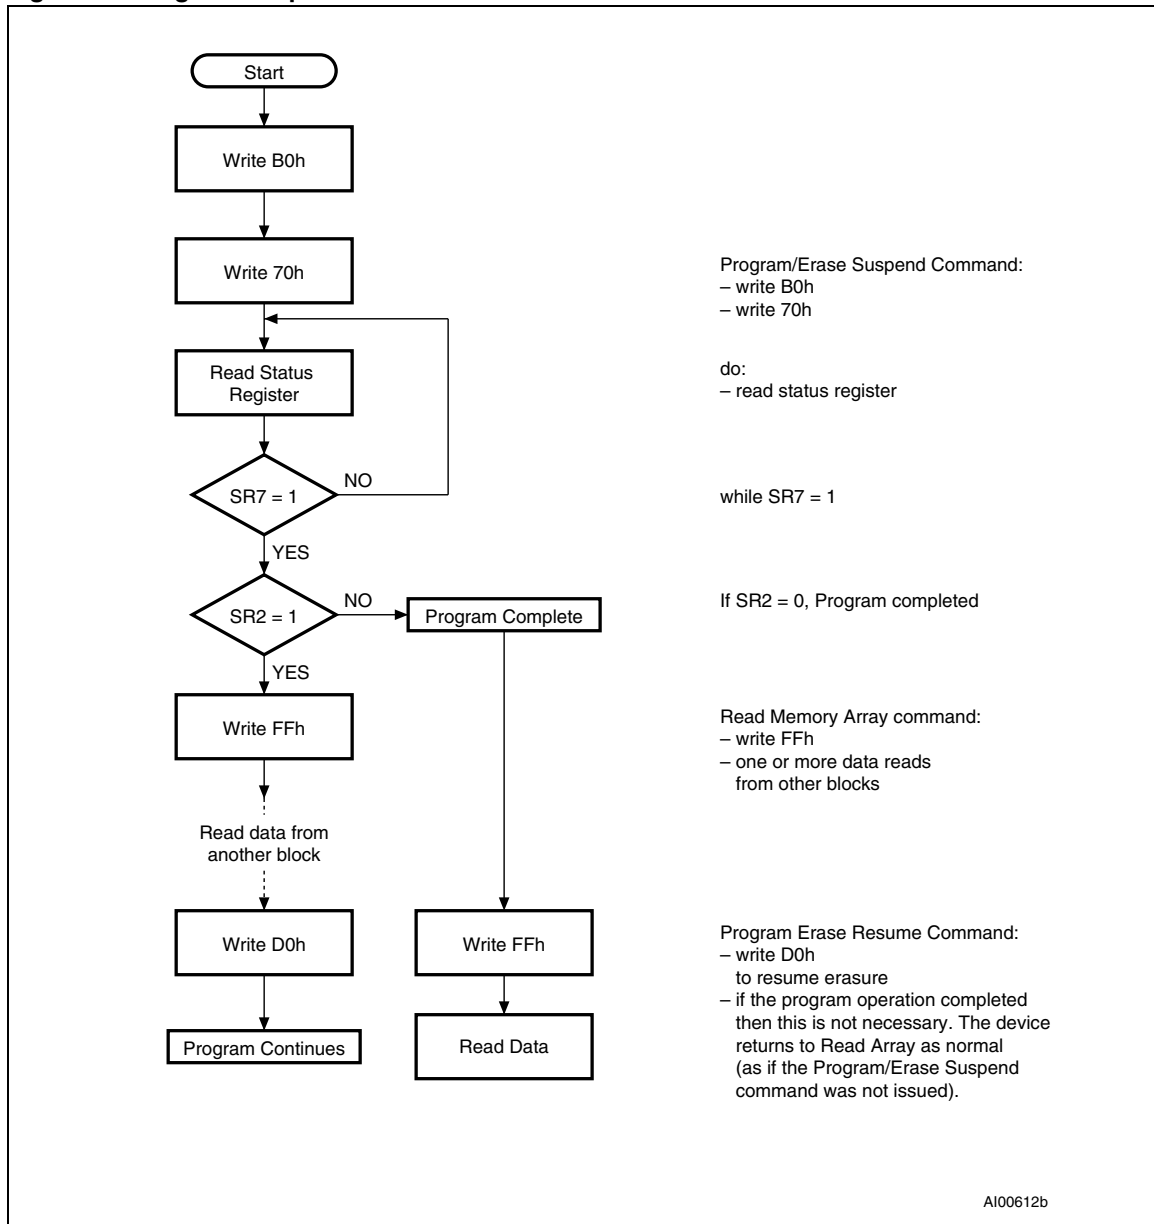 Start
Write B0h
Write 70h
Program/Erase Suspend Command:
– write B0h
– write 70h
Read Status
Register
do:
– read status register
SR7 = 1
NO
while SR7 = 1
YES
SR2 = 1
NO
Program Complete
If SR2 = 0, Program completed
YES
Write FFh
Read Memory Array command:
– write FFh
– one or more data reads
from other blocks
Read data from
another block
Write D0h
Write FFh
Program Erase Resume Command:
– write D0h
to resume erasure
– if the program operation completed
then this is not necessary. The device
returns to Read Array as normal
(as if the Program/Erase Suspend
command was not issued).
Program Continues
Read Data
AI00612b